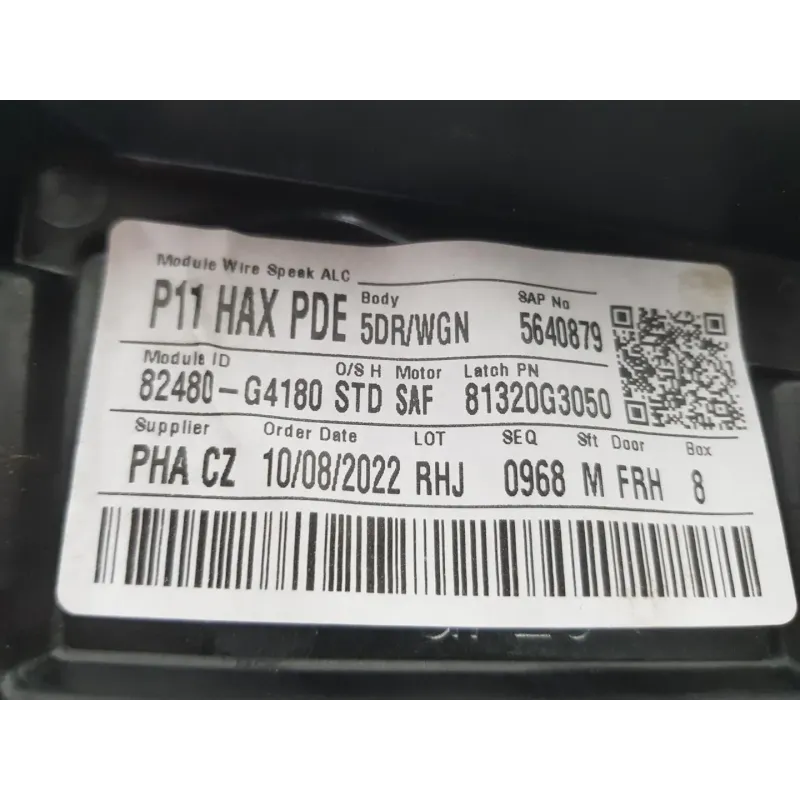 Module Wire Speak ALC
P11 HAX PDE Body 5DR/WGN SAP No 5640879
Module ID O/S H Motor Latch PN
82480-G4180 STD SAF 81320G3050
Supplier Order Date LOT SEQ Sft Door Box
PHA CZ 10/08/2022 RHJ 0968 M FRH 8